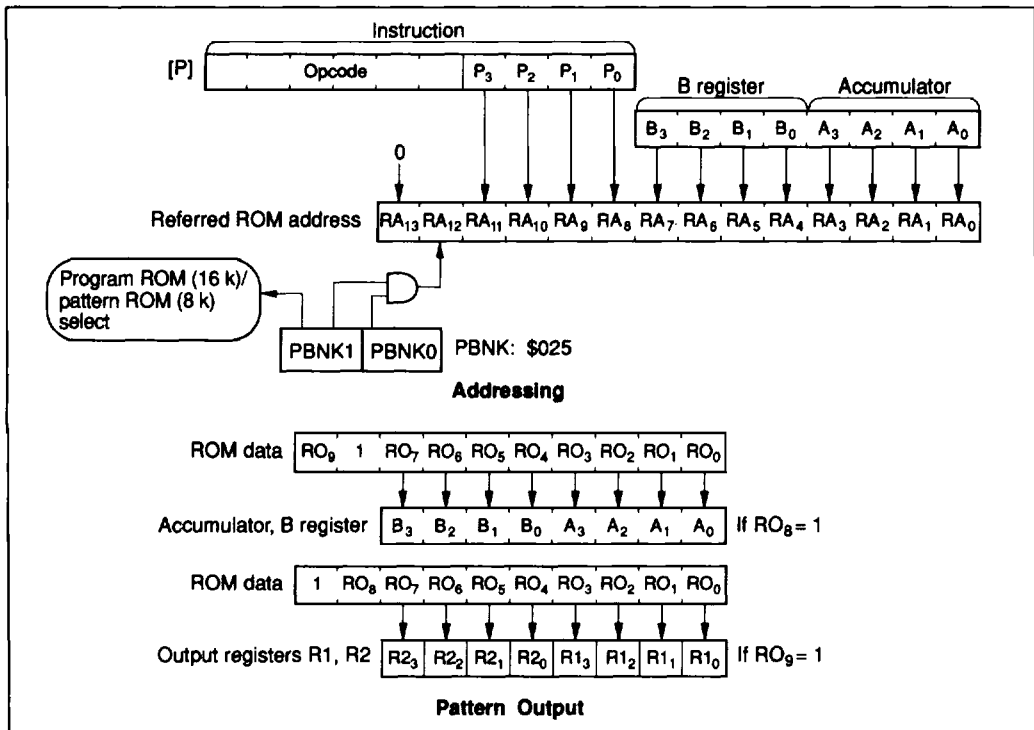 Instruction
[P] Opcode P₃ P₂ P₁ P₀
B register Accumulator
B₃ B₂ B₁ B₀ A₃ A₂ A₁ A₀
0
Referred ROM address RA₁₃ RA₁₂ RA₁₁ RA₁₀ RA₉ RA₈ RA₇ RA₆ RA₅ RA₄ RA₃ RA₂ RA₁ RA₀
Program ROM (16 k)/
pattern ROM (8 k)
select
PBNK1 PBNK0 PBNK: $025
Addressing
ROM data RO₉ 1 RO₇ RO₆ RO₅ RO₄ RO₃ RO₂ RO₁ RO₀
Accumulator, B register B₃ B₂ B₁ B₀ A₃ A₂ A₁ A₀ If RO₈ = 1
ROM data 1 RO₈ RO₇ RO₆ RO₅ RO₄ RO₃ RO₂ RO₁ RO₀
Output registers R1, R2 R2₃ R2₂ R2₁ R2₀ R1₃ R1₂ R1₁ R1₀ If RO₉ = 1
Pattern Output